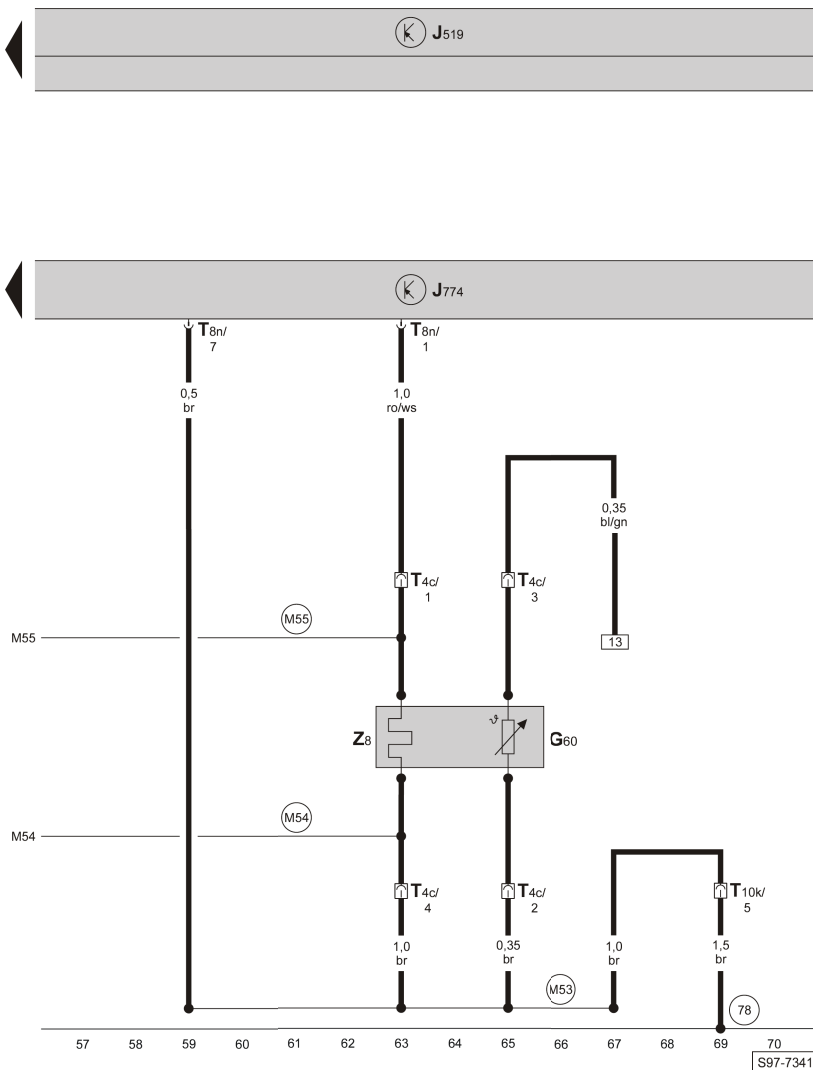 J519
J774
T8n/
7
T8n/
1
0,5
br
1,0
ro/ws
0,35
bl/gn
T4c/
1
T4c/
3
M55
M55
13
Z8
G60
M54
M54
T4c/
4
T4c/
2
T10k/
5
1,0
br
0,35
br
1,0
br
1,5
br
M53
78
57 58 59 60 61 62 63 64 65 66 67 68 69 70
S97-7341